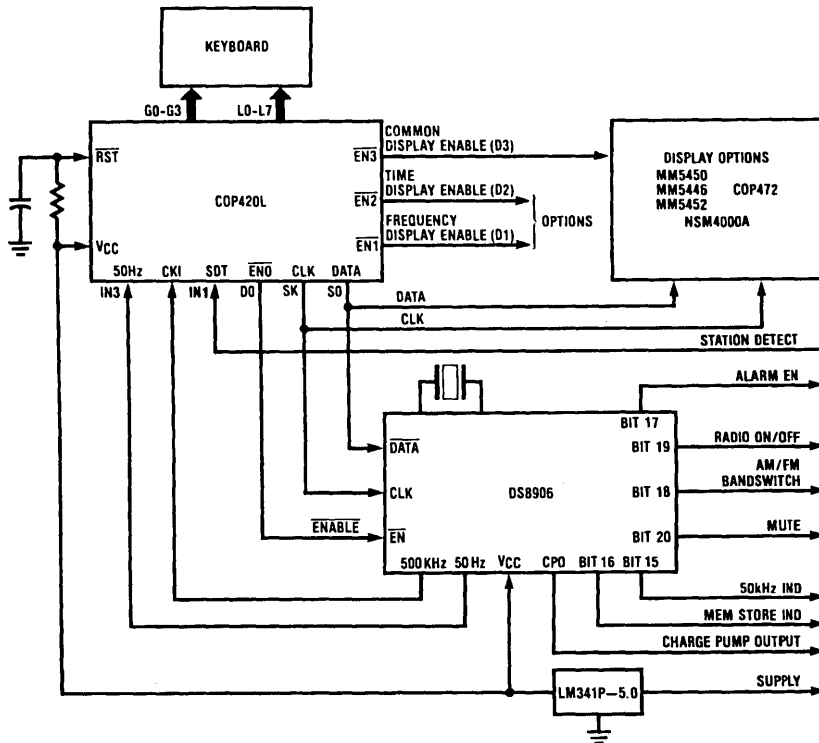 KEYBOARD
G0-G3 L0-L7
COMMON
DISPLAY ENABLE (D3)
RST
EN3
COP420L
TIME
DISPLAY ENABLE (D2)
EN2
OPTIONS
FREQUENCY
DISPLAY ENABLE (D1)
EN1
VCC
50Hz CKI SDT EN0 CLK DATA
IN3 IN1 D0 SK S0
DISPLAY OPTIONS
MM5450
MM5446 COP472
MM5452
NSM4000A
DATA
CLK
STATION DETECT
ALARM EN
BIT 17
RADIO ON/OFF
BIT 19
DATA
AM/FM
BANDSWITCH
BIT 18
CLK
DS8906
MUTE
BIT 20
ENABLE
EN
500KHz 50Hz VCC CPO BIT 16 BIT 15
50kHz IND
MEM STORE IND
CHARGE PUMP OUTPUT
SUPPLY
LM341P-5.0